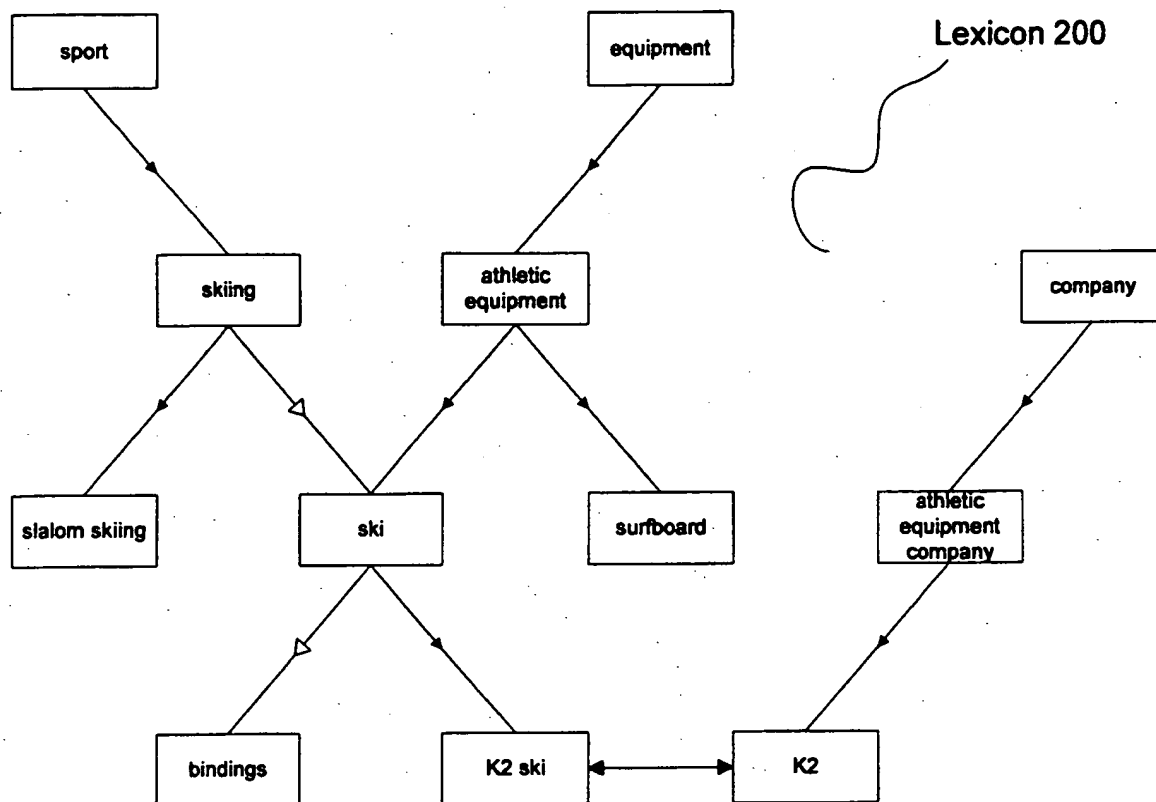 sport
equipment
Lexicon 200
skiing
athletic
equipment
company
slalom skiing
ski
surfboard
athletic
equipment
company
bindings
K2 ski
K2